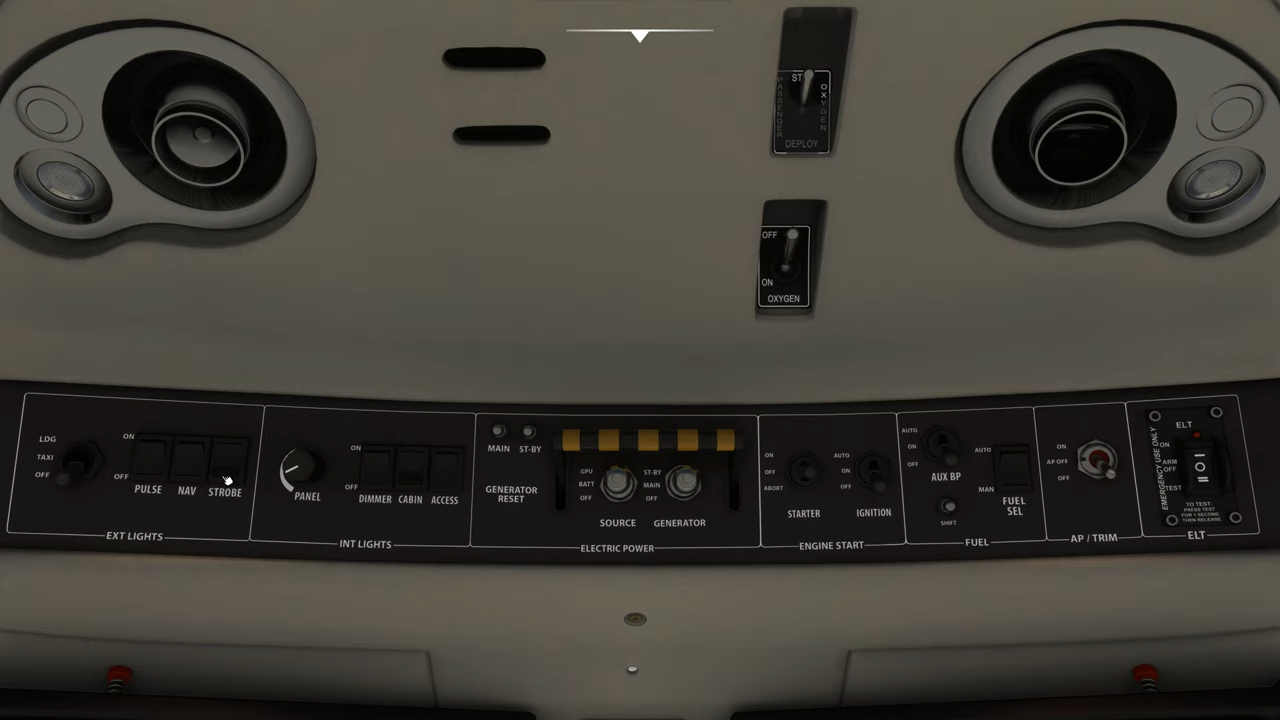 ST
PASSENGER
OXYGEN
DEPLOY
OFF
ON
OXYGEN
LDG
TAXI
OFF
ON
OFF
PULSE
NAV
STROBE
EXT LIGHTS
PANEL
ON
OFF
DIMMER
CABIN
ACCESS
INT LIGHTS
MAIN
ST-BY
GENERATOR
RESET
GPU
BATT
OFF
SOURCE
ST-BY
MAIN
OFF
GENERATOR
ELECTRIC POWER
ON
OFF
ABORT
STARTER
AUTO
ON
OFF
IGNITION
ENGINE START
AUTO
ON
OFF
AUX BP
SHIFT
AUTO
MAN
FUEL
SEL
FUEL
ON
AP OFF
OFF
AP / TRIM
EMERGENCY USE ONLY
ELT
ON
ARM
OFF
TEST
TO TEST:
PRESS TEST
FOR 1 SECOND
THEN RELEASE
ELT